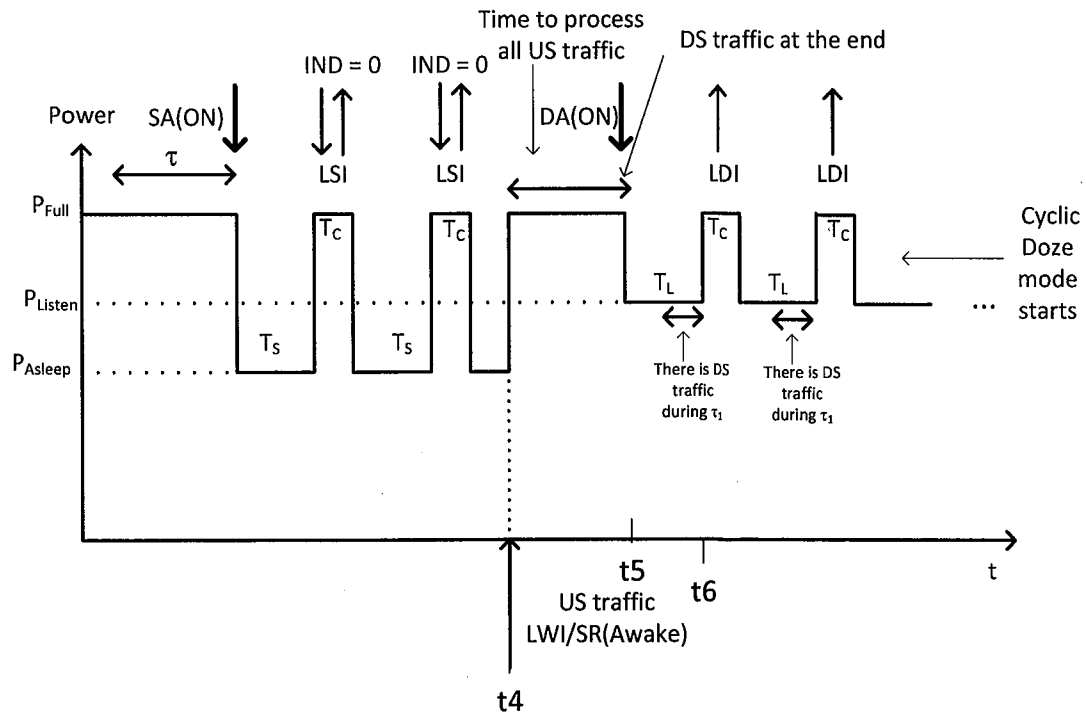 Time to process
all US traffic
DS traffic at the end
IND = 0
IND = 0
Power
SA(ON)
DA(ON)
τ
LSI
LSI
LDI
LDI
PFull
TC
TC
TC
TC
Cyclic
Doze
mode
starts
PListen
TL
TL
...
TS
TS
PAsleep
There is DS
traffic
during τ1
There is DS
traffic
during τ1
t5
t6
t
US traffic
LWI/SR(Awake)
t4